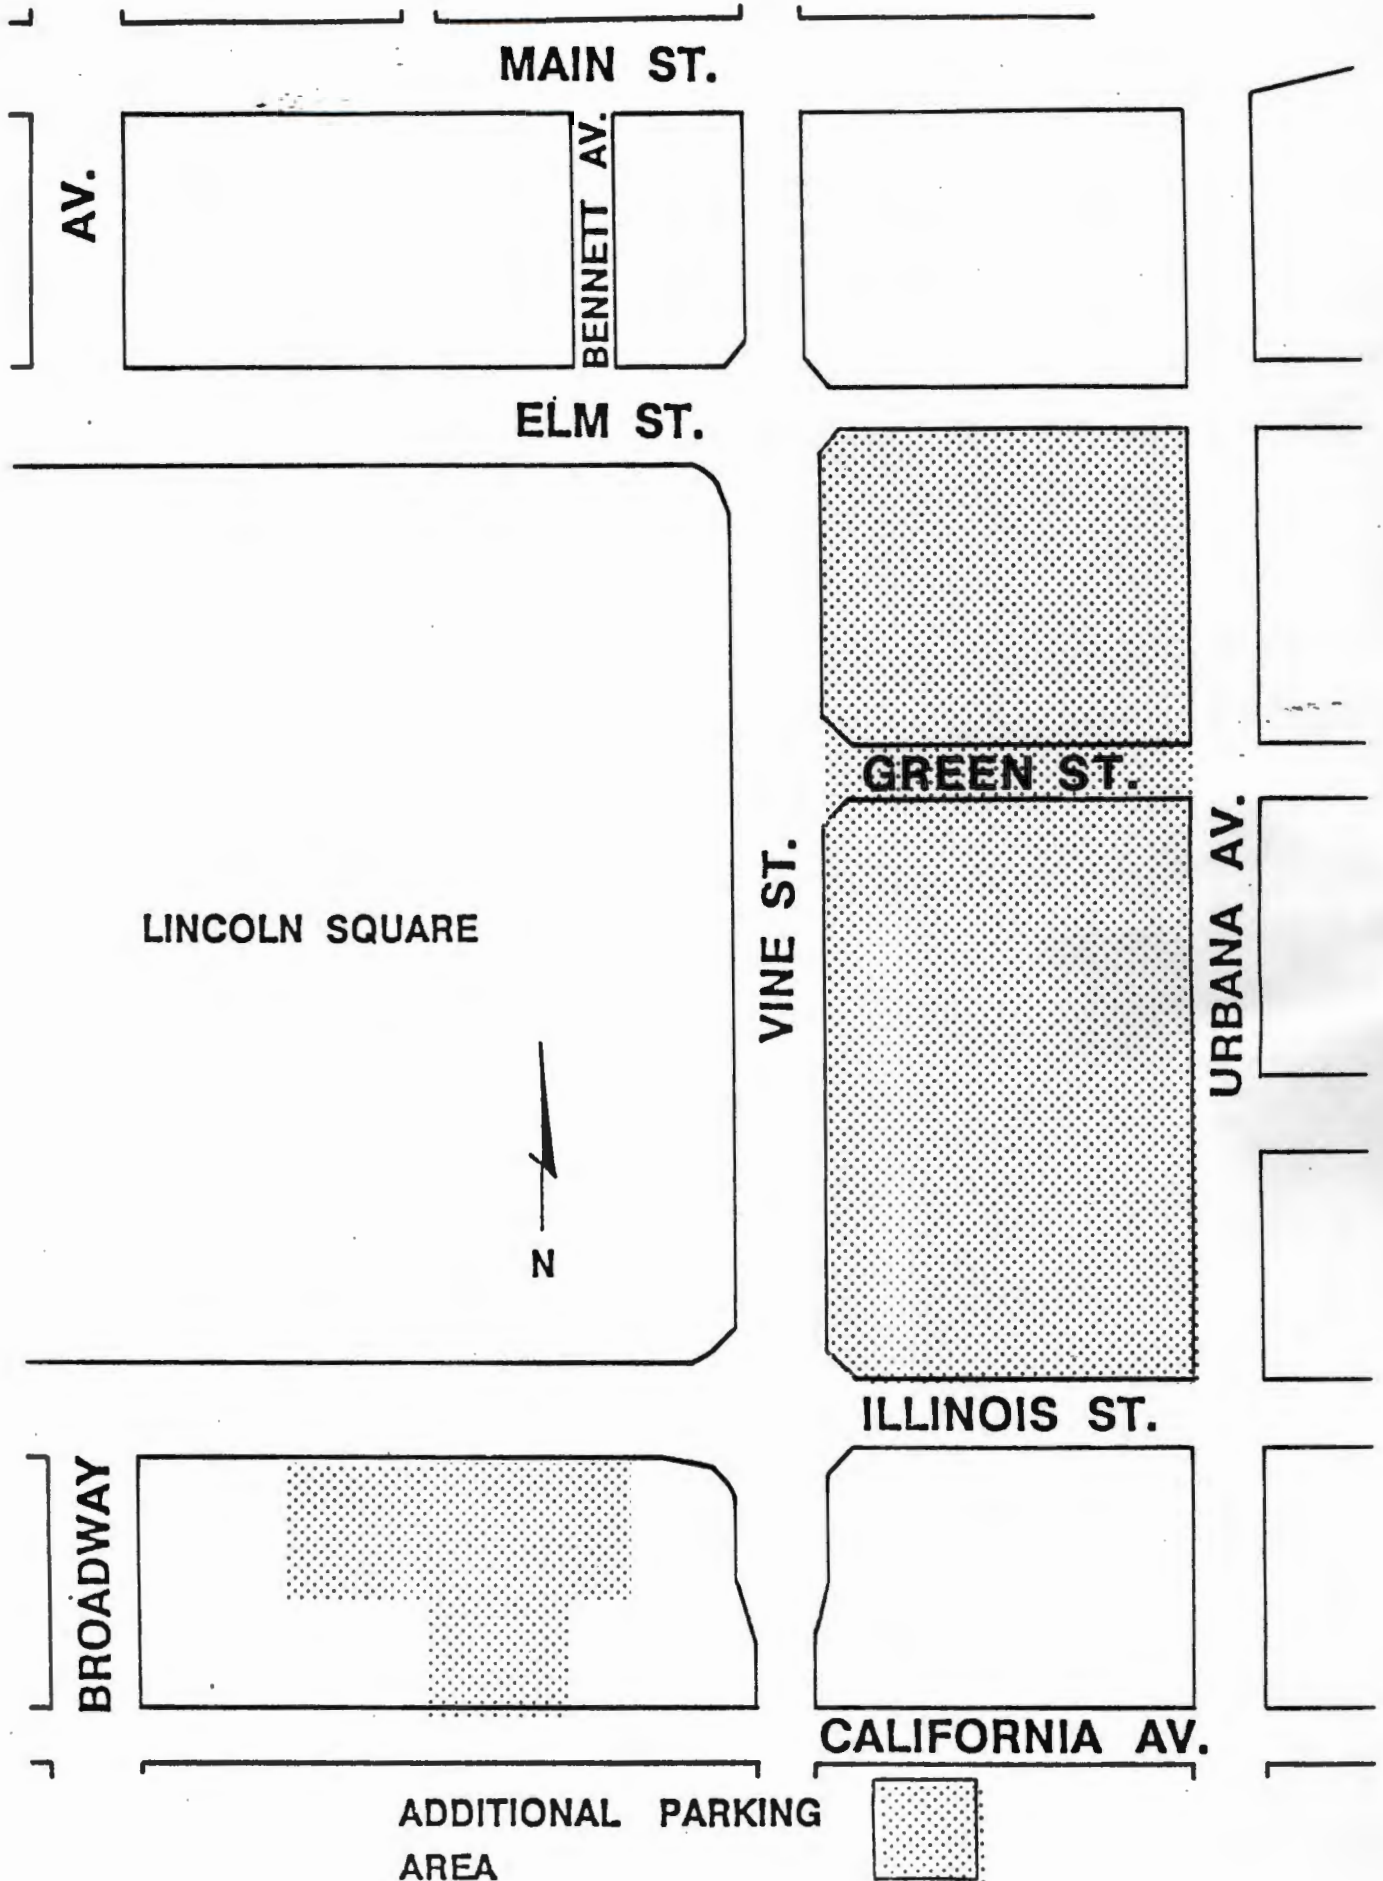 MAIN ST.
AV.
BENNETT AV.
ELM ST.
GREEN ST.
VINE ST.
URBANA AV.
LINCOLN SQUARE
N
ILLINOIS ST.
BROADWAY
CALIFORNIA AV.
ADDITIONAL PARKING
AREA